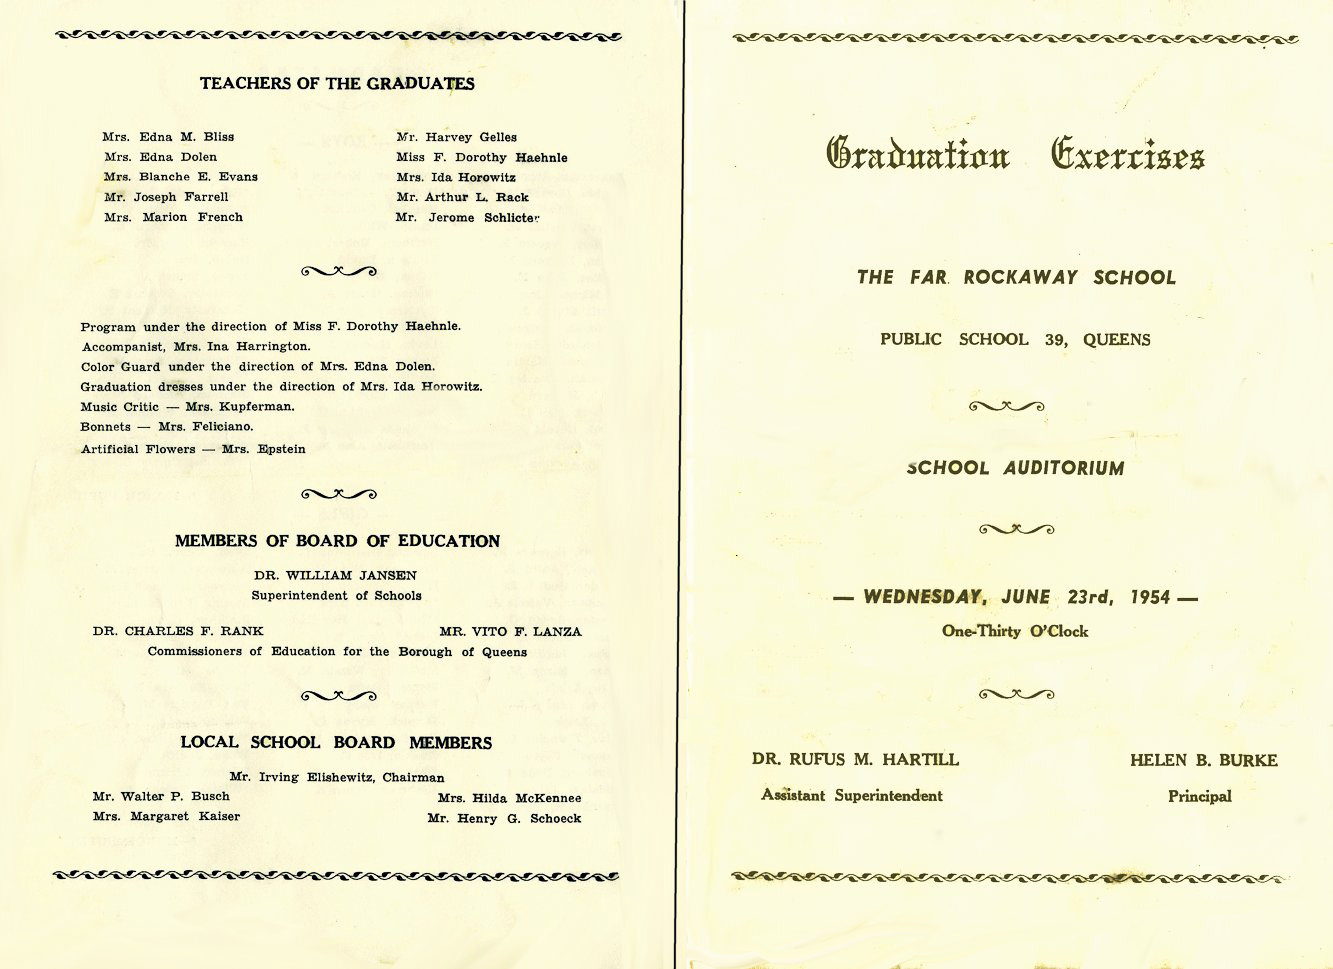 TEACHERS OF THE GRADUATES
Mrs. Edna M. Bliss
Mrs. Edna Dolen
Mrs. Blanche E. Evans
Mr. Joseph Farrell
Mrs. Marion French
Mr. Harvey Gelles
Miss F. Dorothy Haehnle
Mrs. Ida Horowitz
Mr. Arthur L. Rack
Mr. Jerome Schlicter
Program under the direction of Miss F. Dorothy Haehnle.
Accompanist, Mrs. Ina Harrington.
Color Guard under the direction of Mrs. Edna Dolen.
Graduation dresses under the direction of Mrs. Ida Horowitz.
Music Critic — Mrs. Kupferman.
Bonnets — Mrs. Feliciano.
Artificial Flowers — Mrs. Epstein
MEMBERS OF BOARD OF EDUCATION
DR. WILLIAM JANSEN
Superintendent of Schools
DR. CHARLES F. RANK MR. VITO F. LANZA
Commissioners of Education for the Borough of Queens
LOCAL SCHOOL BOARD MEMBERS
Mr. Irving Elishewitz, Chairman
Mr. Walter P. Busch Mrs. Hilda McKennee
Mrs. Margaret Kaiser Mr. Henry G. Schoeck
Graduation Exercises
THE FAR ROCKAWAY SCHOOL
PUBLIC SCHOOL 39, QUEENS
SCHOOL AUDITORIUM
— WEDNESDAY, JUNE 23rd, 1954 —
One-Thirty O'Clock
DR. RUFUS M. HARTILL HELEN B. BURKE
Assistant Superintendent Principal